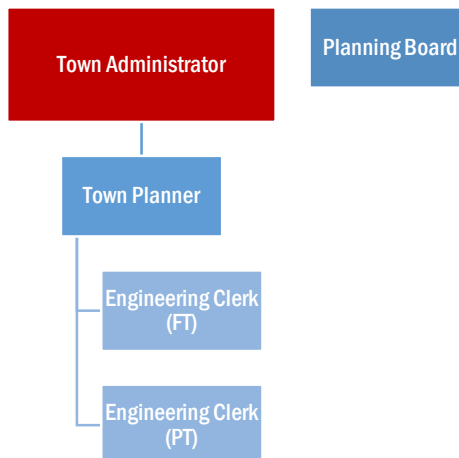 Town Administrator
Planning Board
Town Planner
Engineering Clerk
(FT)
Engineering Clerk
(PT)